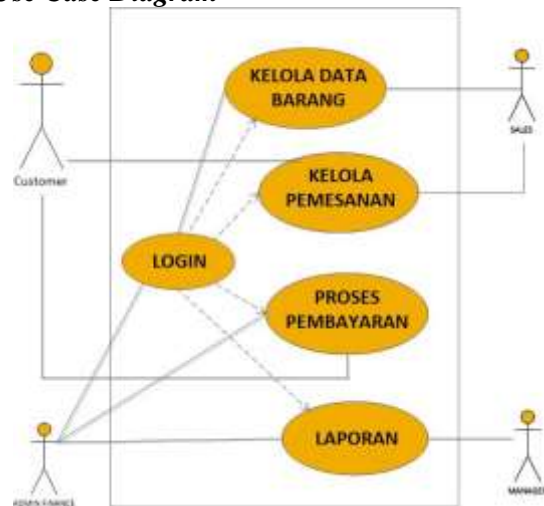 Use Case Diagram
KELOLA DATA
BARANG
SALES
Customer
KELOLA
PEMESANAN
LOGIN
PROSES
PEMBAYARAN
LAPORAN
ADMIN FINANCE
MANAGER